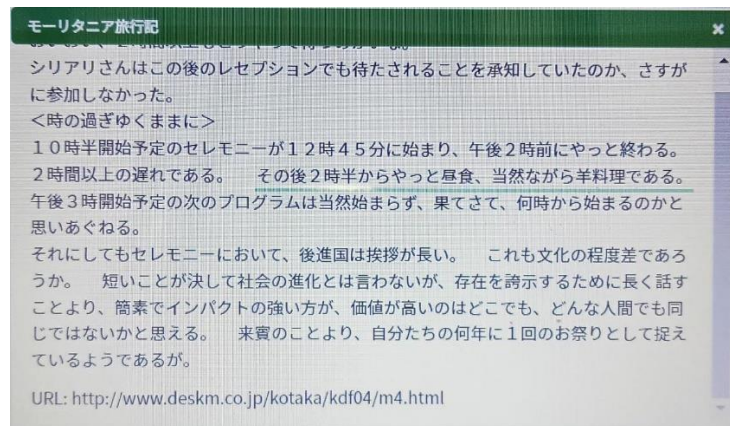 モーリタニア旅行記
シリアリさんはこの後のレセプションでも待たされることを承知していたのか、さすが
に参加しなかった。
＜時の過ぎゆくままに＞
１０時半開始予定のセレモニーが１２時４５分に始まり、午後２時前にやっと終わる。
２時間以上の遅れである。　その後２時半からやっと昼食、当然ながら羊料理である。
午後３時開始予定の次のプログラムは当然始まらず、果てさて、何時から始まるのかと
思いあぐねる。
それにしてもセレモニーにおいて、後進国は挨拶が長い。　これも文化の程度差であろ
うか。　短いことが決して社会の進化とは言わないが、存在を誇示するために長く話す
ことより、簡素でインパクトの強い方が、価値が高いのはどこでも、どんな人間でも同
じではないかと思える。　来賓のことより、自分たちの何年に１回のお祭りとして捉え
ているようであるが。
URL: http://www.deskm.co.jp/kotaka/kdf04/m4.html